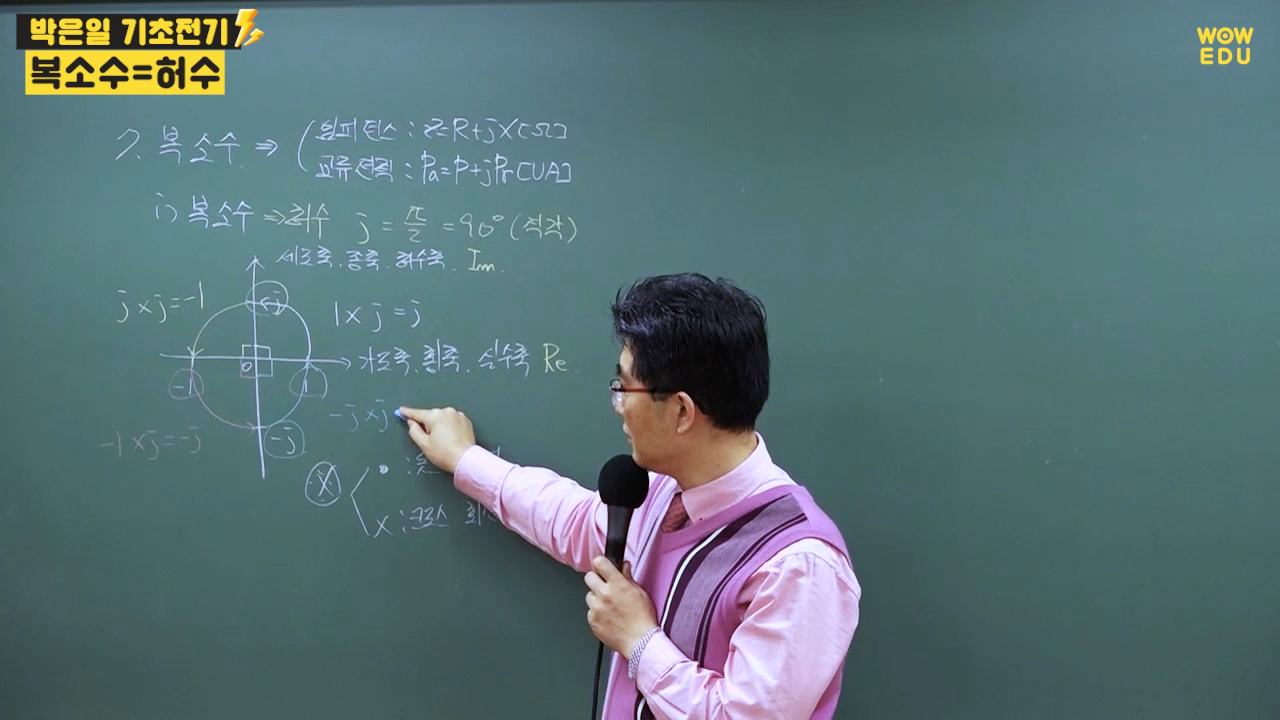 박은일 기초전기
복소수=허수
WOW
EDU
7. 복소수 ⇒
임피던스 : Z=R+jX[Ω]
교류전력 : Pa=P+jPr[VA]
i) 복소수 ⇒ 허수 j = π/2 = 90° (직각)
세로축, 종축, 허수축. Im.
j×j=-1
j
1×j=j
가로축, 횡축, 실수축 Re.
0
-1
1
-j×j
-1×j=-j
-j
X
• :
× : 크로스